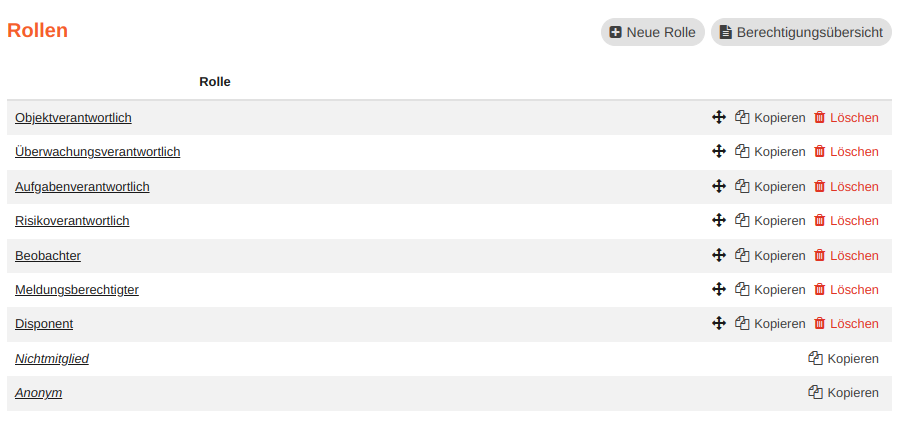 Rollen
Neue Rolle Berechtigungsübersicht
Rolle
Objektverantwortlich Kopieren Löschen
Überwachungsverantwortlich Kopieren Löschen
Aufgabenverantwortlich Kopieren Löschen
Risikoverantwortlich Kopieren Löschen
Beobachter Kopieren Löschen
Meldungsberechtigter Kopieren Löschen
Disponent Kopieren Löschen
Nichtmitglied Kopieren
Anonym Kopieren